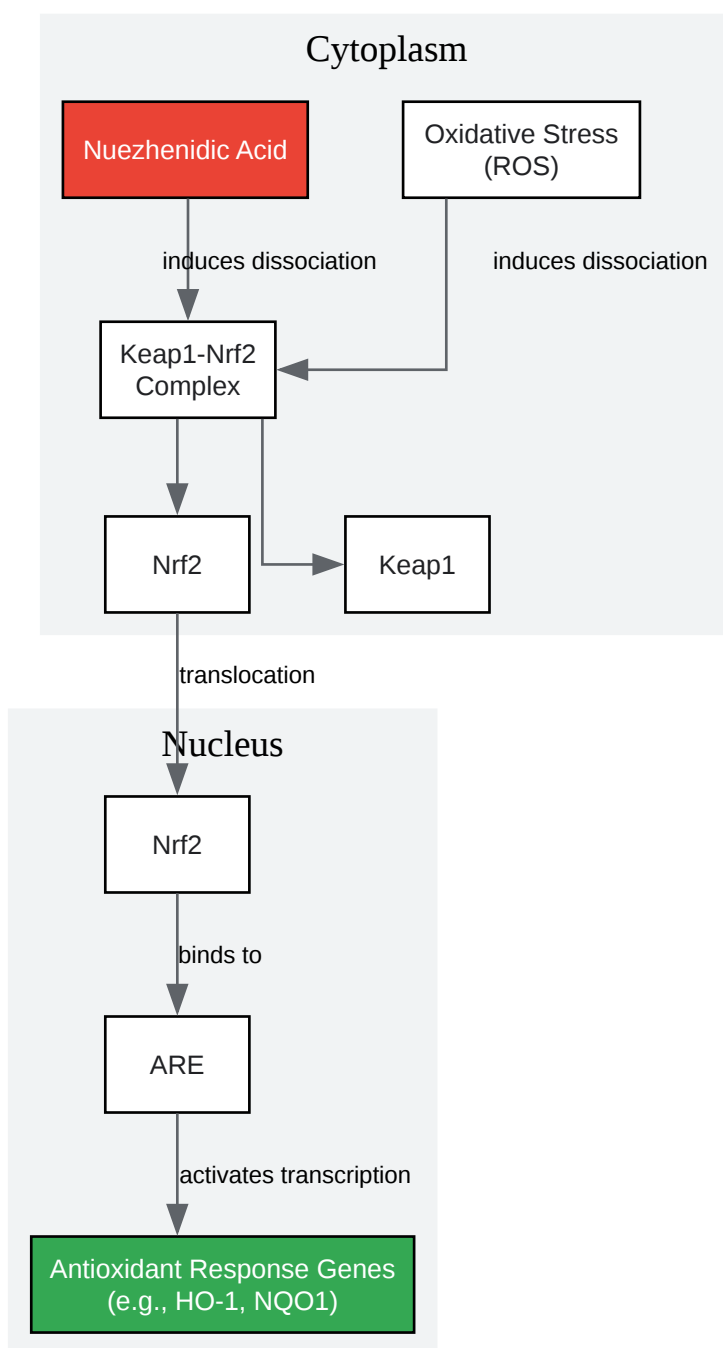 Cytoplasm
Nuezhenidic Acid
Oxidative Stress
(ROS)
induces dissociation
induces dissociation
Keap1-Nrf2
Complex
Nrf2
Keap1
translocation
Nucleus
Nrf2
binds to
ARE
activates transcription
Antioxidant Response Genes
(e.g., HO-1, NQO1)